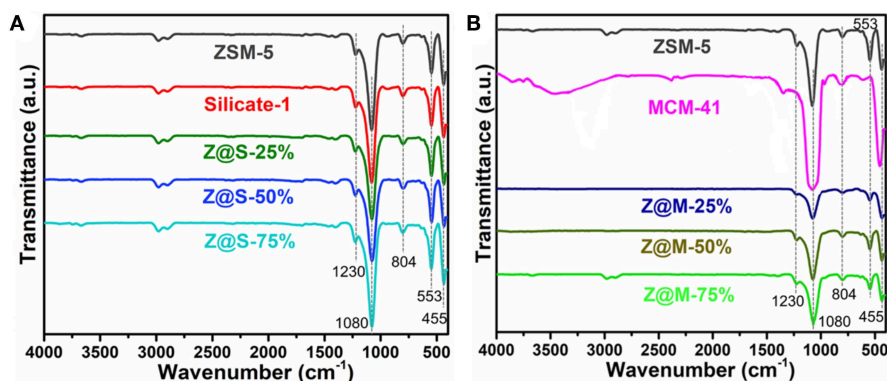 A
Transmittance (a.u.)
ZSM-5
Silicate-1
Z@S-25%
Z@S-50%
Z@S-75%
1230
1080
804
553
455
4000 3500 3000 2500 2000 1500 1000 500
Wavenumber (cm-1)
B
Transmittance (a.u.)
553
ZSM-5
MCM-41
Z@M-25%
Z@M-50%
Z@M-75%
1230
1080
804
455
4000 3500 3000 2500 2000 1500 1000 500
Wavenumber (cm-1)